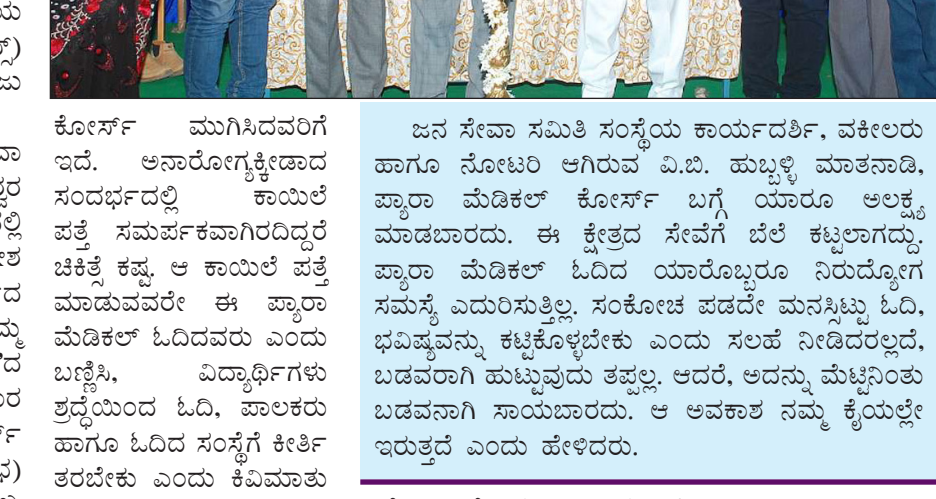 ಯ
ಸ್)
ಜು
ವಾ
ಶ್ವರ
ಲ್ಲಿ
ೇಶ
ದ
ಮ್ಮ
ದ
ಾರ
ರ್ಸ್
ಕೋರ್ಸ್ ಮುಗಿಸಿದವರಿಗೆ
ಇದೆ. ಅನಾರೋಗ್ಯಕ್ಕೀಡಾದ
ಸಂದರ್ಭದಲ್ಲಿ ಕಾಯಿಲೆ
ಪತ್ತೆ ಸಮರ್ಪಕವಾಗಿರದಿದ್ದರೆ
ಚಿಕಿತ್ಸೆ ಕಷ್ಟ. ಆ ಕಾಯಿಲೆ ಪತ್ತೆ
ಮಾಡುವವರೇ ಈ ಪ್ಯಾರಾ
ಮೆಡಿಕಲ್ ಓದಿದವರು ಎಂದು
ಬಣ್ಣಿಸಿ, ವಿದ್ಯಾರ್ಥಿಗಳು
ಶ್ರದ್ಧೆಯಿಂದ ಓದಿ, ಪಾಲಕರು
ಹಾಗೂ ಓದಿದ ಸಂಸ್ಥೆಗೆ ಕೀರ್ತಿ
ತರಬೇಕು ಎಂದು ಕಿವಿಮಾತು
ಜನ ಸೇವಾ ಸಮಿತಿ ಸಂಸ್ಥೆಯ ಕಾರ್ಯದರ್ಶಿ, ವಕೀಲರು
ಹಾಗೂ ನೋಟರಿ ಆಗಿರುವ ವಿ.ಬಿ. ಹುಬ್ಬಳ್ಳಿ ಮಾತನಾಡಿ,
ಪ್ಯಾರಾ ಮೆಡಿಕಲ್ ಕೋರ್ಸ್ ಬಗ್ಗೆ ಯಾರೂ ಅಲಕ್ಷ್ಯ
ಮಾಡಬಾರದು. ಈ ಕ್ಷೇತ್ರದ ಸೇವೆಗೆ ಬೆಲೆ ಕಟ್ಟಲಾಗದ್ದು.
ಪ್ಯಾರಾ ಮೆಡಿಕಲ್ ಓದಿದ ಯಾರೊಬ್ಬರೂ ನಿರುದ್ಯೋಗ
ಸಮಸ್ಯೆ ಎದುರಿಸುತ್ತಿಲ್ಲ. ಸಂಕೋಚ ಪಡದೇ ಮನಸ್ಸಿಟ್ಟು ಓದಿ,
ಭವಿಷ್ಯವನ್ನು ಕಟ್ಟಿಕೊಳ್ಳಬೇಕು ಎಂದು ಸಲಹೆ ನೀಡಿದರಲ್ಲದೆ,
ಬಡವರಾಗಿ ಹುಟ್ಟುವುದು ತಪ್ಪಲ್ಲ. ಆದರೆ, ಅದನ್ನು ಮೆಟ್ಟಿನಿಂತು
ಬಡವನಾಗಿ ಸಾಯಬಾರದು. ಆ ಅವಕಾಶ ನಮ್ಮ ಕೈಯಲ್ಲೇ
ಇರುತ್ತದೆ ಎಂದು ಹೇಳಿದರು.